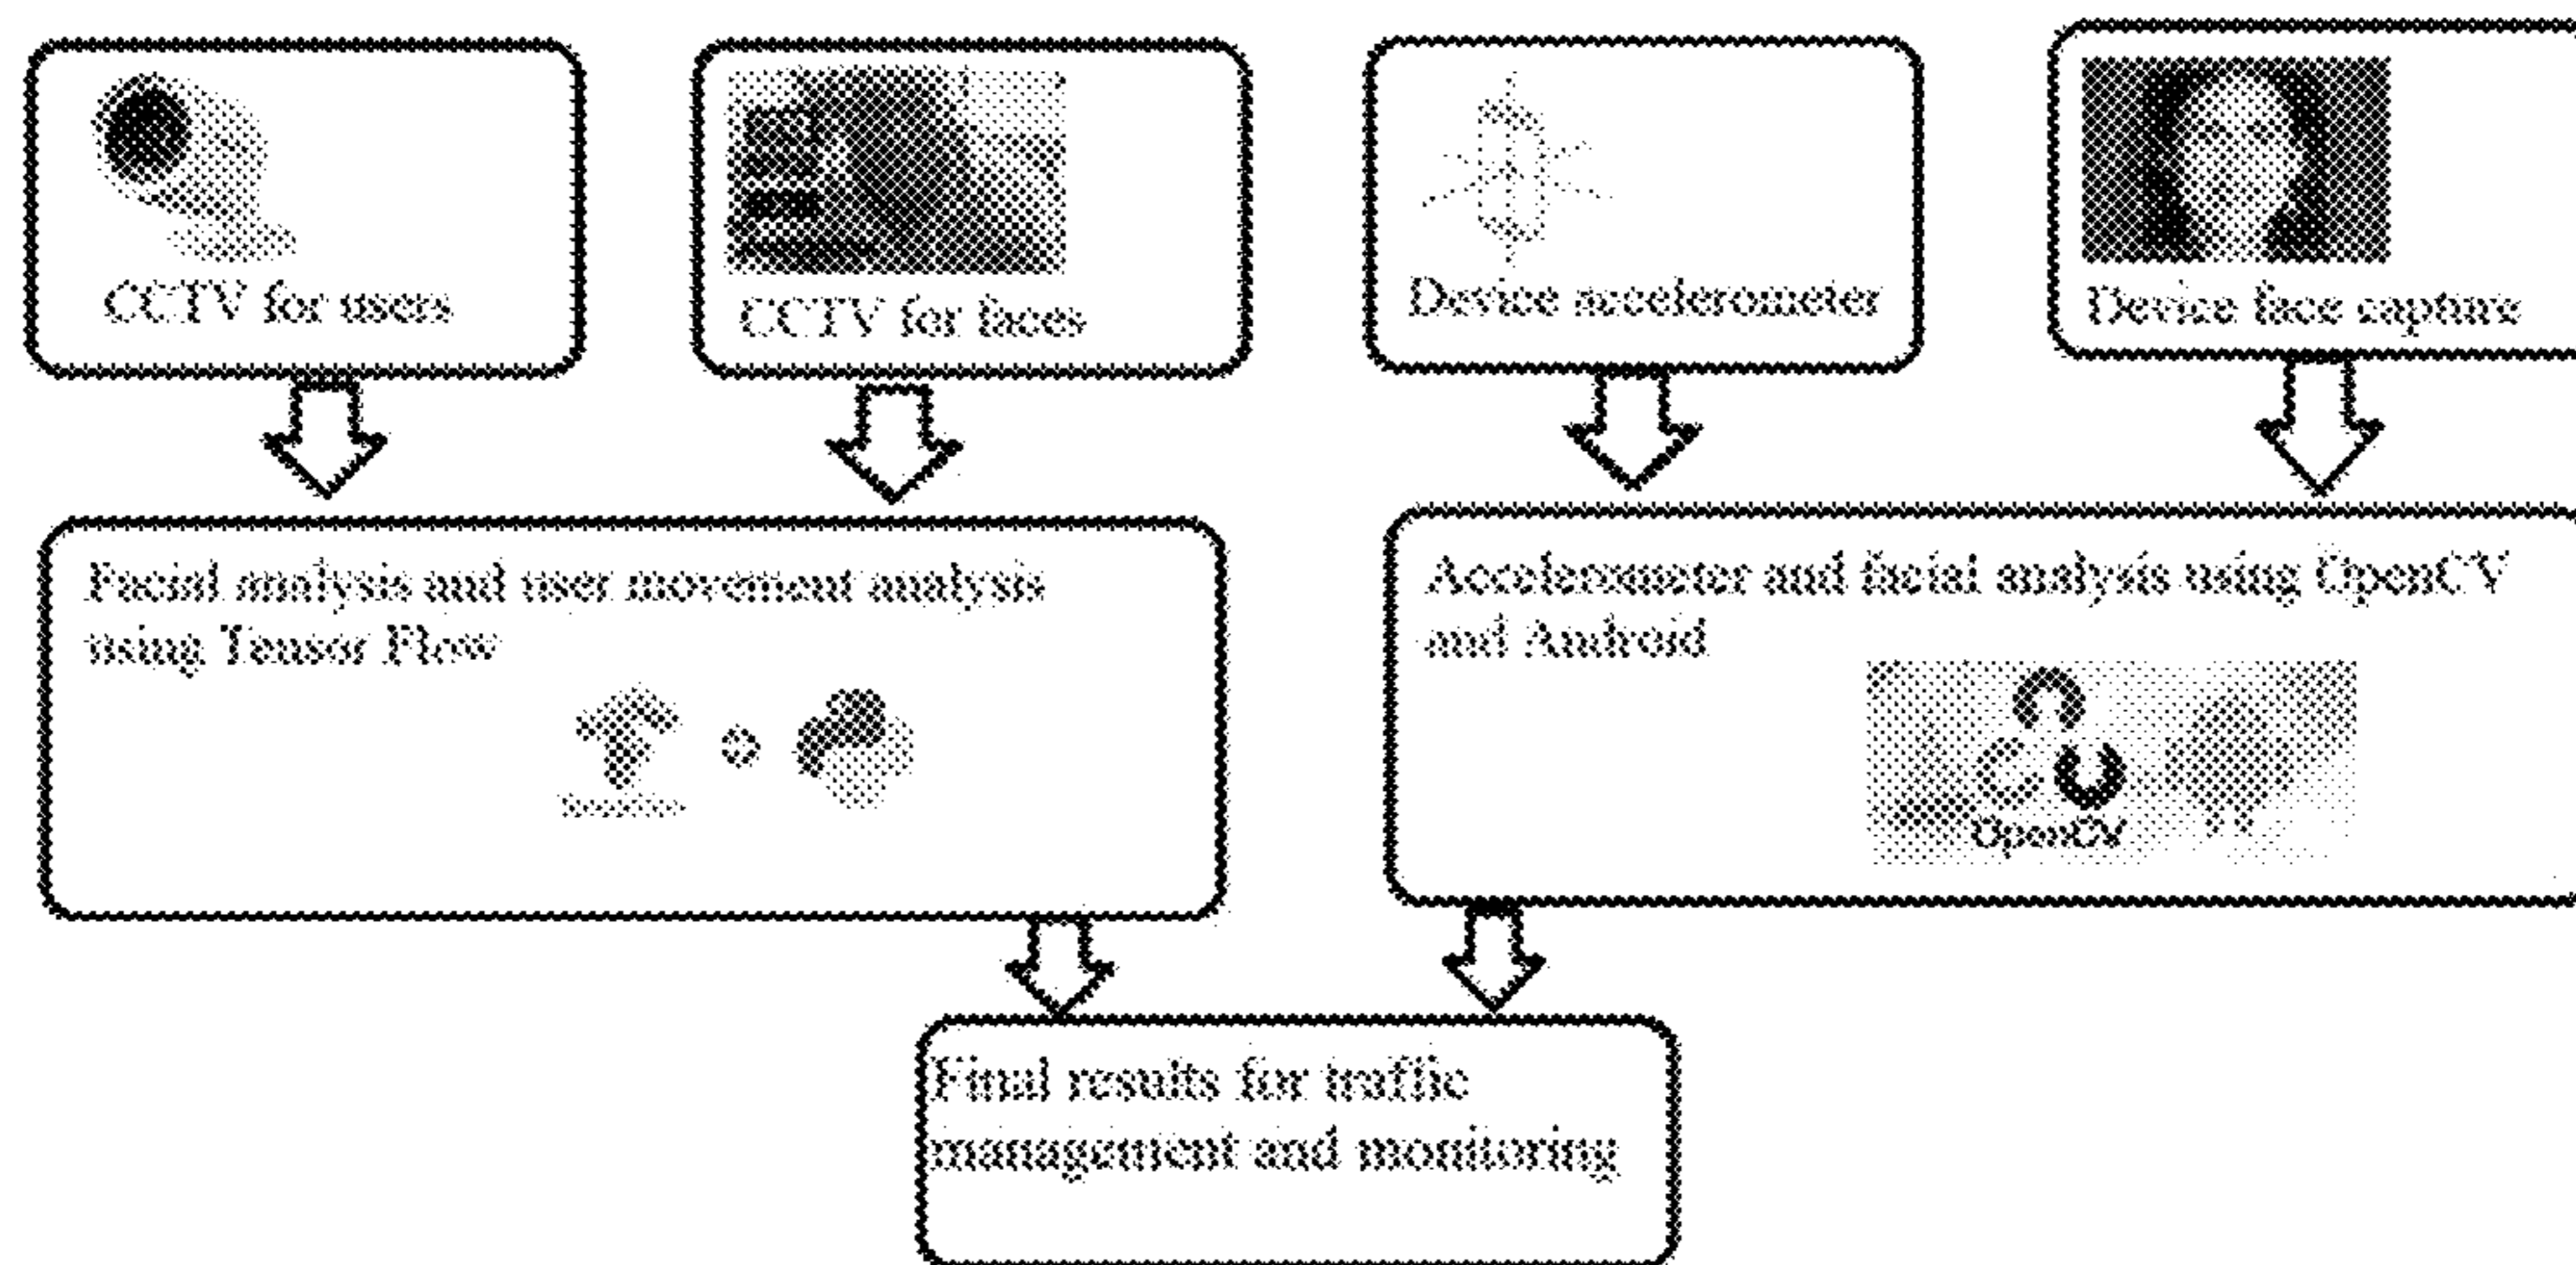 CCTV for users
CCTV for faces
Device accelerometer
Device face capture
Facial analysis and user movement analysis
using Tensor Flow
Accelerometer and facial analysis using OpenCV
and Android
OpenCV
Final results for traffic
management and monitoring